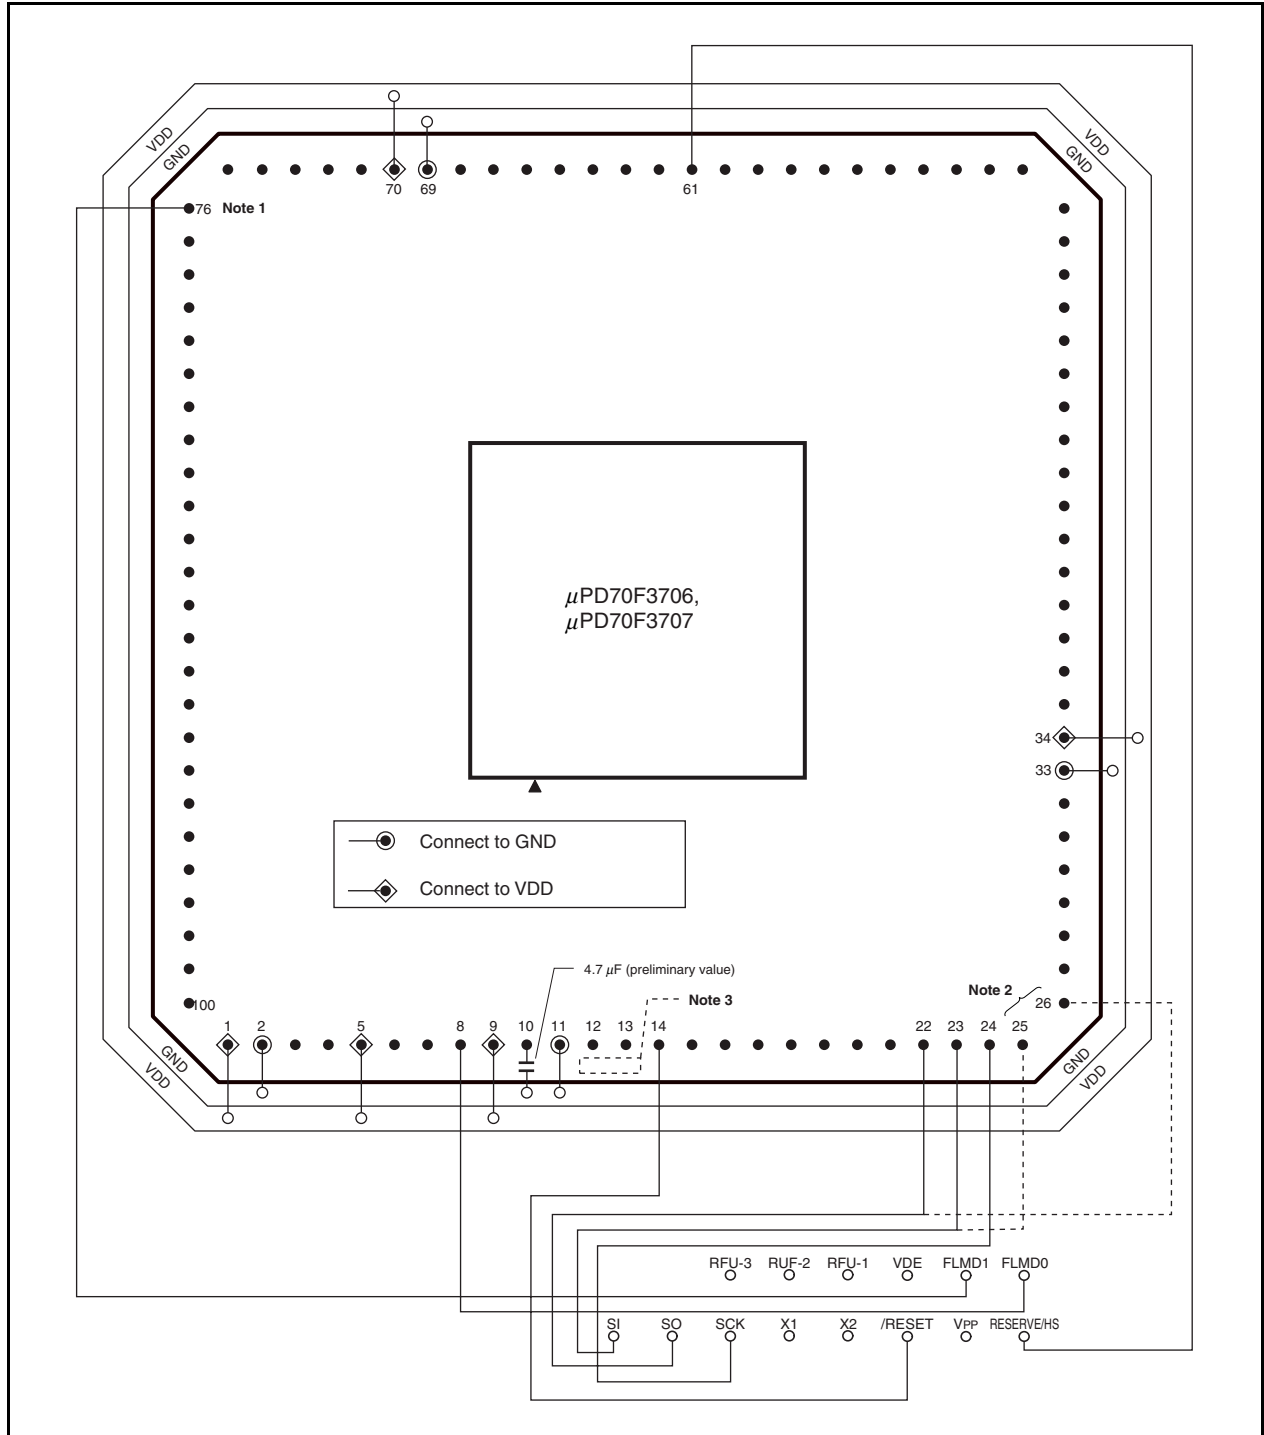 VDD
GND
VDD
GND
70
69
61
76 Note 1
μPD70F3706,
μPD70F3707
34
33
Connect to GND
Connect to VDD
4.7 μF (preliminary value)
Note 3
Note 2
100
26
1
2
5
8
9
10
11
12
13
14
22
23
24
25
GND
VDD
GND
VDD
RFU-3 RUF-2 RFU-1 VDE FLMD1 FLMD0
SI SO SCK X1 X2 /RESET VPP RESERVE/HS